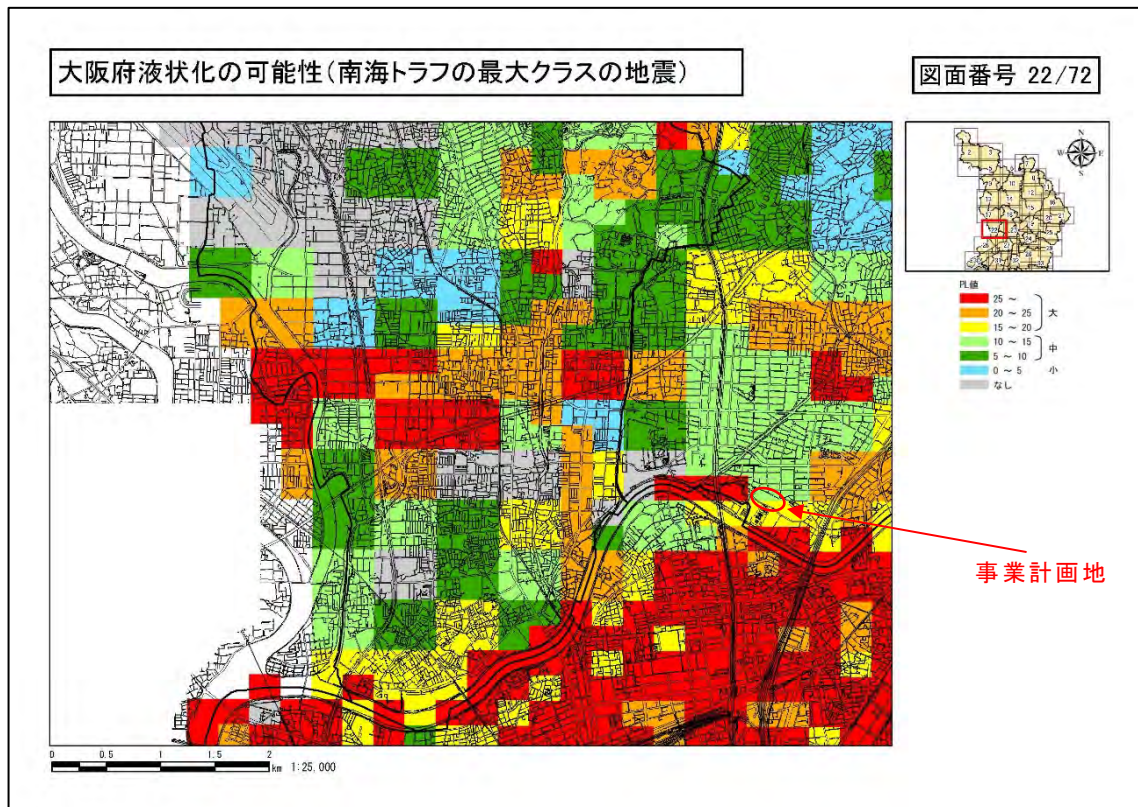 大阪府液状化の可能性(南海トラフの最大クラスの地震)
図面番号 22/72
N
W
E
S
PL値
25 ～
20 ～ 25
大
15 ～ 20
10 ～ 15
中
5 ～ 10
0 ～ 5
小
なし
事業計画地
0 0.5 1 1.5 2
km
1:25,000